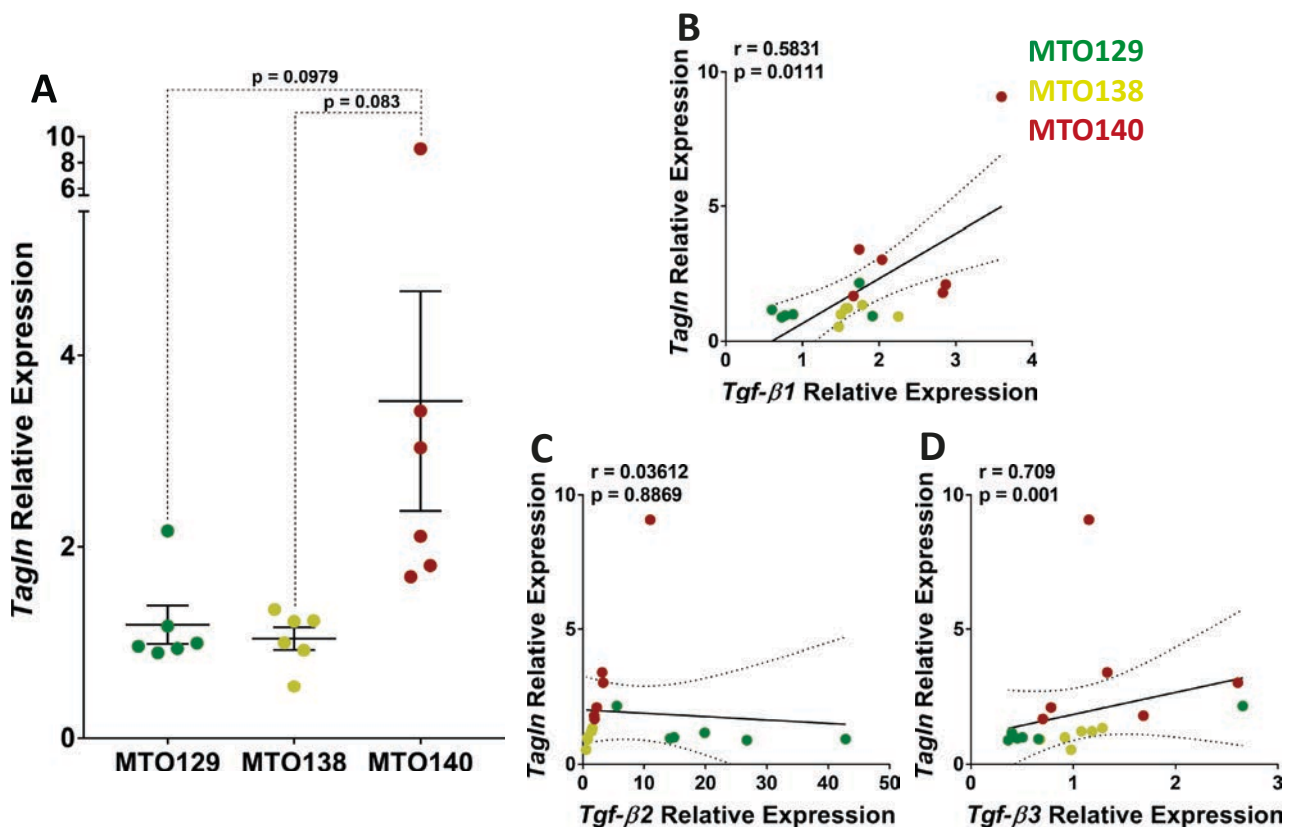 A
p = 0.0979
p = 0.083
10
8
6
4
2
0
Tagln Relative Expression
MTO129 MTO138 MTO140
B
r = 0.5831
p = 0.0111
10
5
0
Tagln Relative Expression
0 1 2 3 4
Tgf-β1 Relative Expression
MTO129
MTO138
MTO140
C
r = 0.03612
p = 0.8869
10
5
0
Tagln Relative Expression
0 10 20 30 40 50
Tgf-β2 Relative Expression
D
r = 0.709
p = 0.001
10
5
0
Tagln Relative Expression
0 1 2 3
Tgf-β3 Relative Expression